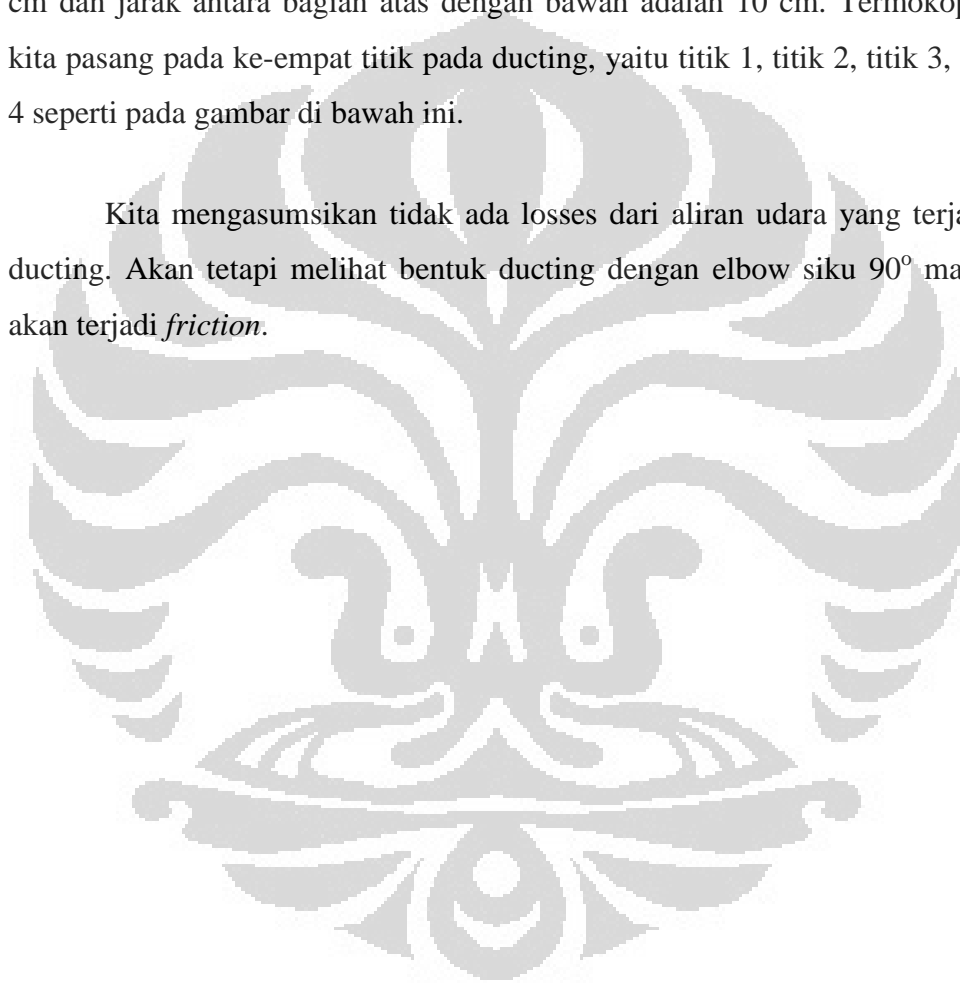 cm dan jarak antara bagian atas dengan bawah adalah 10 cm. Termokop
kita pasang pada ke-empat titik pada ducting, yaitu titik 1, titik 2, titik 3,
4 seperti pada gambar di bawah ini.
Kita mengasumsikan tidak ada losses dari aliran udara yang terja
ducting. Akan tetapi melihat bentuk ducting dengan elbow siku 90° ma
akan terjadi friction.